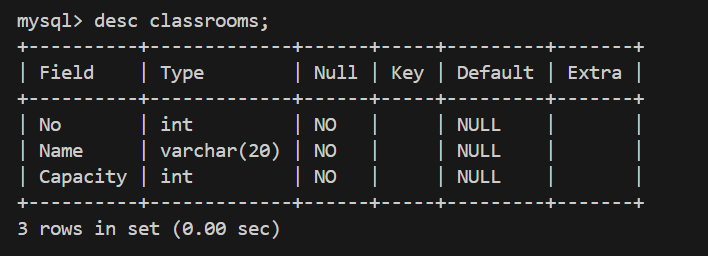 mysql> desc classrooms;
+----------+-------------+------+-----+---------+-------+
| Field    | Type        | Null | Key | Default | Extra |
+----------+-------------+------+-----+---------+-------+
| No       | int         | NO   |     | NULL    |       |
| Name     | varchar(20) | NO   |     | NULL    |       |
| Capacity | int         | NO   |     | NULL    |       |
+----------+-------------+------+-----+---------+-------+
3 rows in set (0.00 sec)